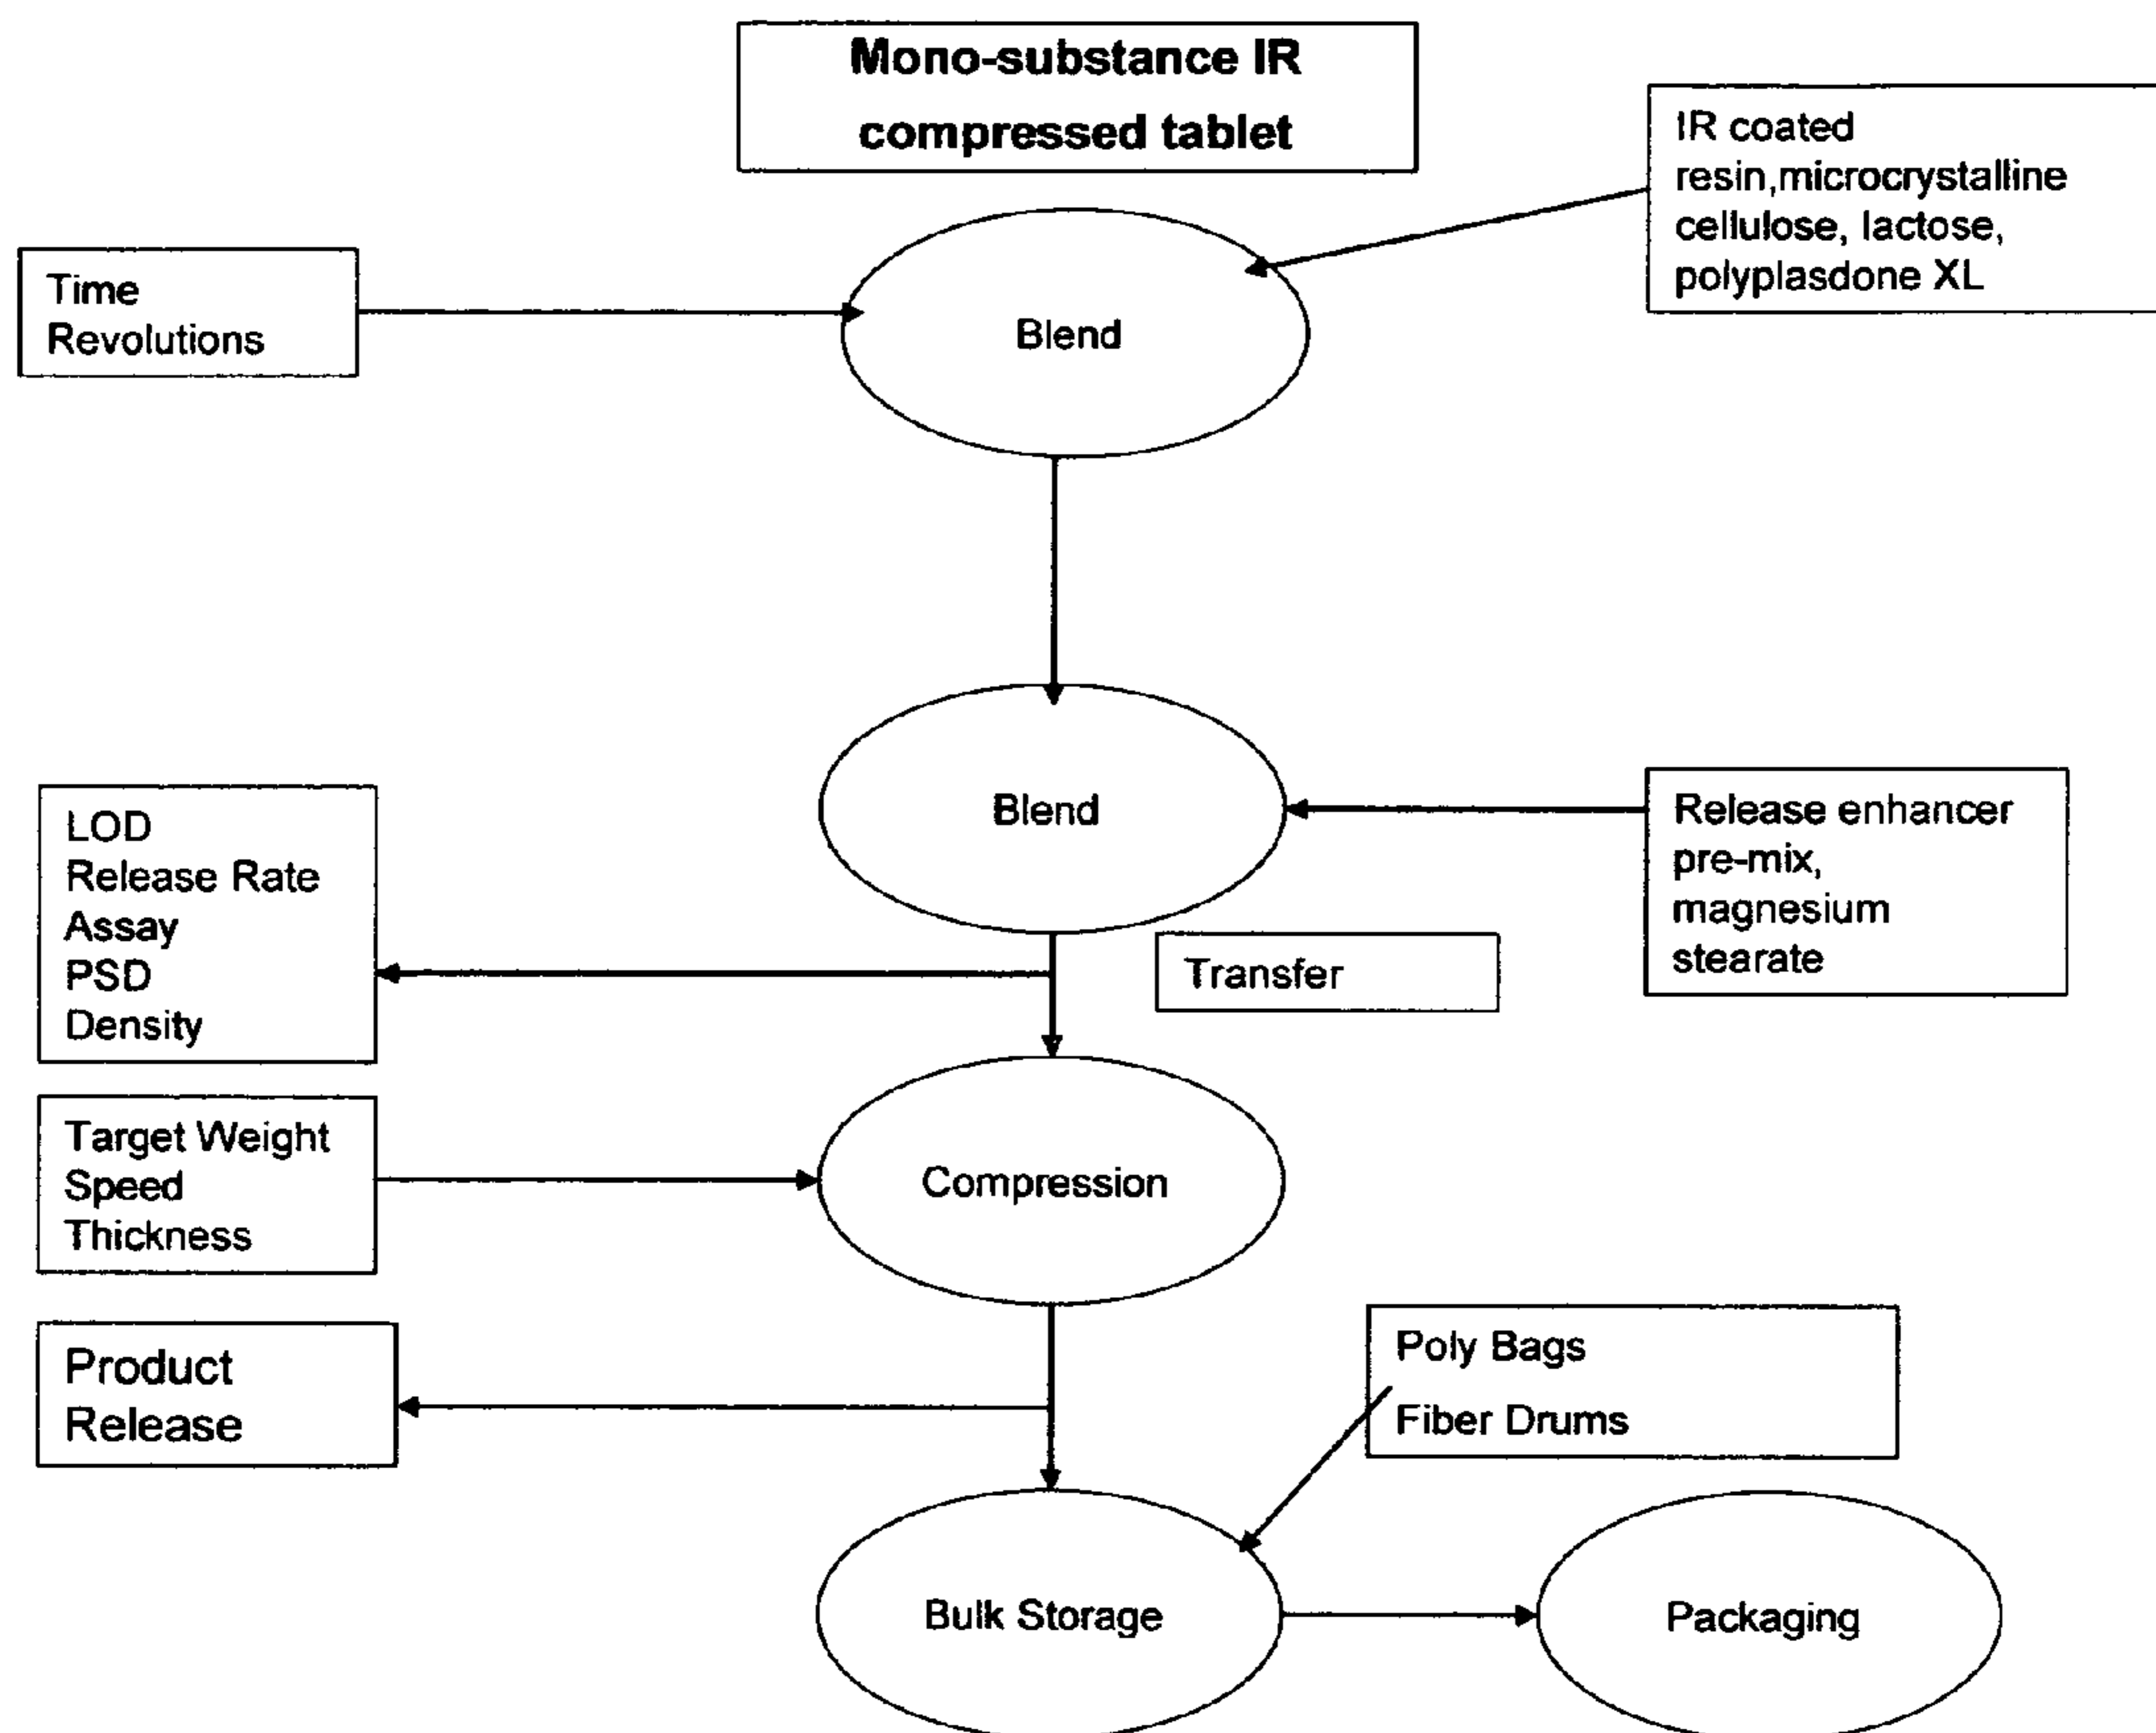 Mono-substance IR
compressed tablet
IR coated
resin,microcrystalline
cellulose, lactose,
polyplasdone XL
Time
Revolutions
Blend
Blend
LOD
Release Rate
Assay
PSD
Density
Release enhancer
pre-mix,
magnesium
stearate
Transfer
Target Weight
Speed
Thickness
Compression
Product
Release
Poly Bags
Fiber Drums
Bulk Storage
Packaging